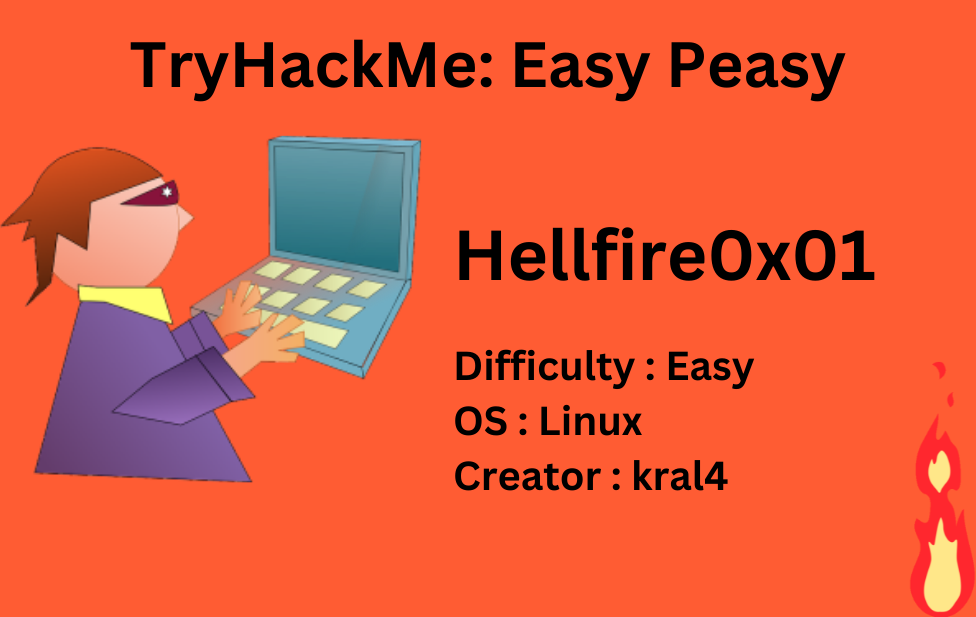 TryHackMe: Easy Peasy
Hellfire0x01
Difficulty : Easy
OS : Linux
Creator : kral4